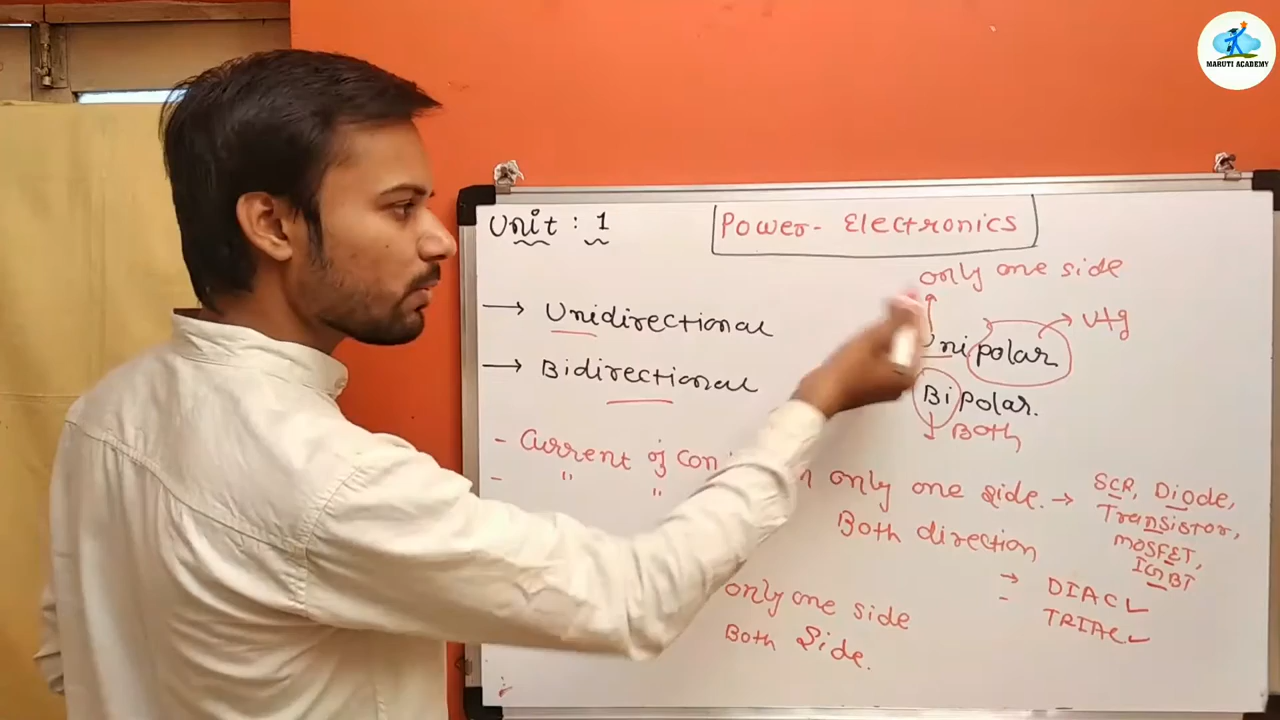 MARUTI ACADEMY
Unit : 1
Power- Electronics
only one side
→ Unidirectional
Unipolar → Vtg
→ Bidirectional
Bipolar.
→ Both
- Current of con only one side. → SCR, Diode,
Transistor,
MOSFET,
IGBT
- " " Both direction
→ DIAC
- TRIAC
only one side
Both Side.